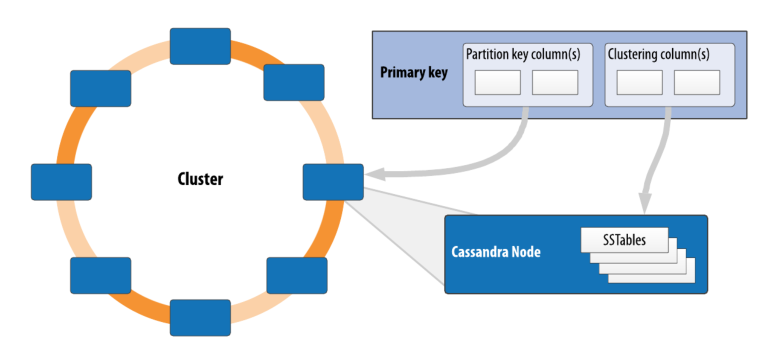 Partition key column(s)
Clustering column(s)
Primary key
Cluster
SSTables
Cassandra Node